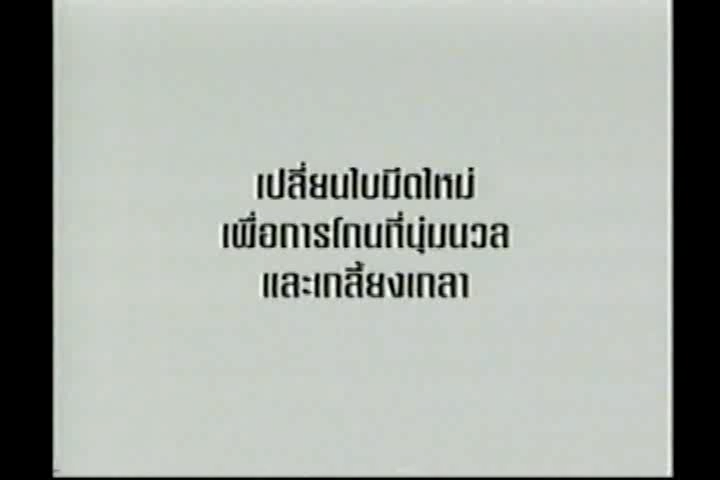 เปลี่ยนใบมีดใหม่
เพื่อการโกนที่นุ่มนวล
และเกลี้ยงเกลา